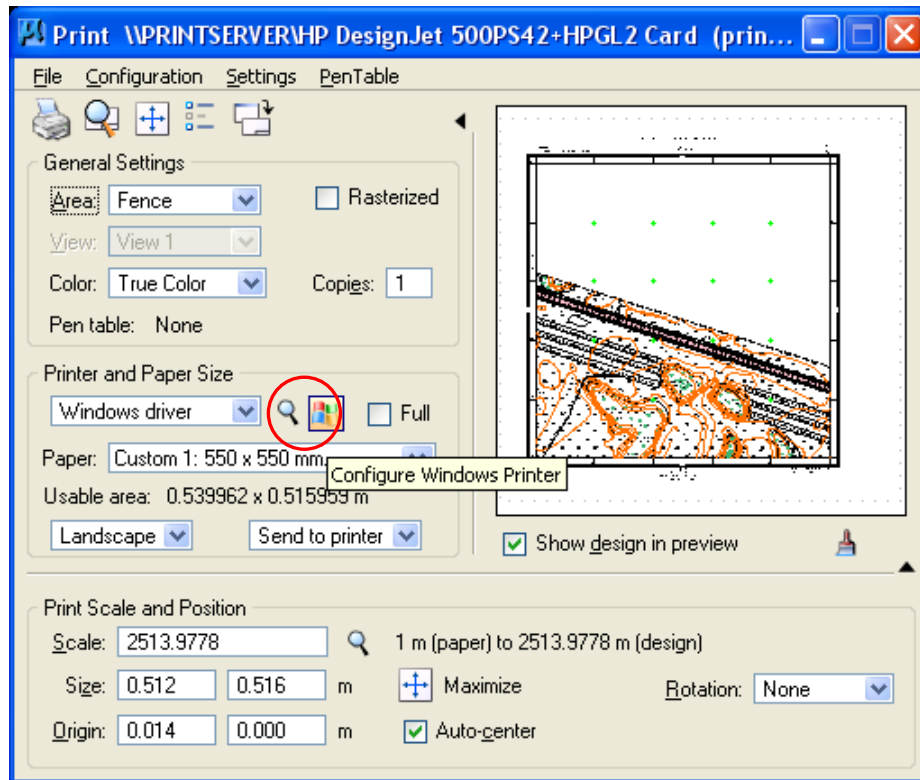 Print \\PRINTSERVER\HP DesignJet 500PS42+HPGL2 Card (prin...
File Configuration Settings PenTable
General Settings
Area: Fence Rasterized
View: View 1
Color: True Color Copies: 1
Pen table: None
Printer and Paper Size
Windows driver Full
Paper: Custom 1: 550 x 550 mm.
Configure Windows Printer
Usable area: 0.539962 x 0.515959 m
Landscape Send to printer
Show design in preview
Print Scale and Position
Scale: 2513.9778 1 m (paper) to 2513.9778 m (design)
Size: 0.512 0.516 m Maximize Rotation: None
Origin: 0.014 0.000 m Auto-center